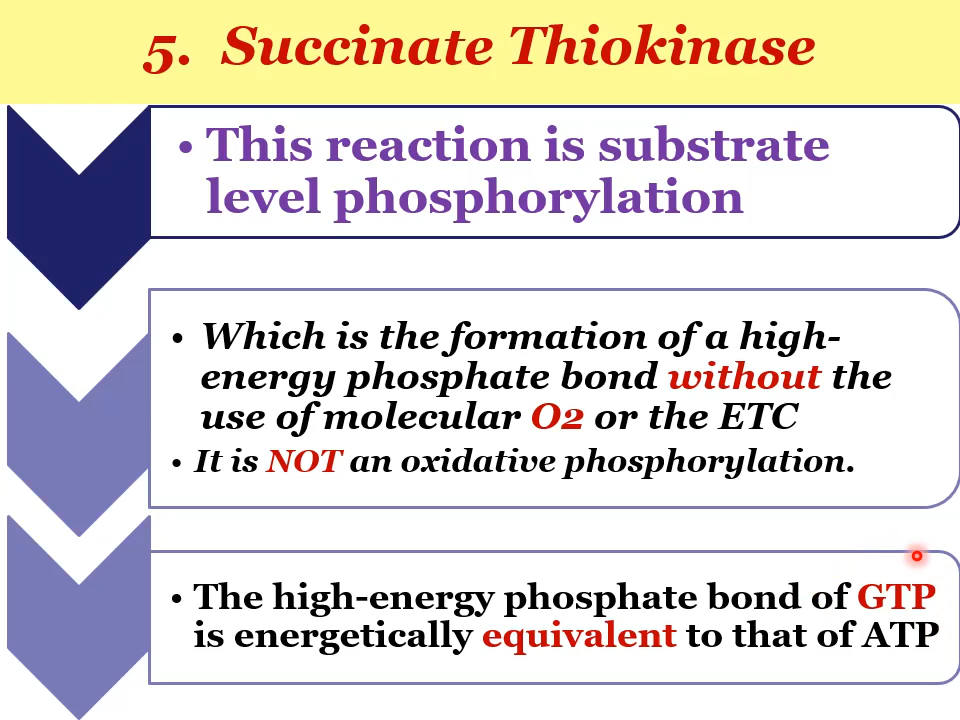 5. Succinate Thiokinase
• This reaction is substrate
level phosphorylation
• Which is the formation of a high-
energy phosphate bond without the
use of molecular O2 or the ETC
• It is NOT an oxidative phosphorylation.
• The high-energy phosphate bond of GTP
is energetically equivalent to that of ATP